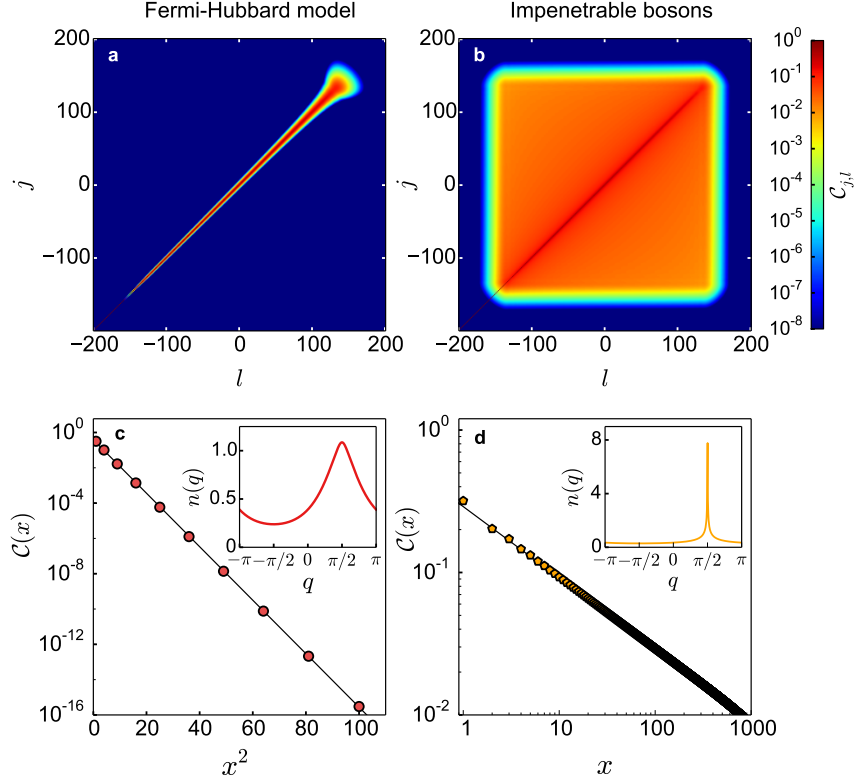 Fermi-Hubbard model
Impenetrable bosons
a
200
100
0
−100
−200
−100
0
100
200
j
l
b
200
100
0
−100
−200
−100
0
100
200
j
l
10^0
10^-1
10^-2
10^-3
10^-4
10^-5
10^-6
10^-7
10^-8
𝒞_{j,l}
c
10^0
10^-4
10^-8
10^-12
10^-16
0
20
40
60
80
100
𝒞(x)
x^2
1.0
0.5
0
−π
−π/2
0
π/2
π
n(q)
q
d
10^0
10^-1
10^-2
1
10
100
1000
𝒞(x)
x
8
4
0
−π
−π/2
0
π/2
π
n(q)
q